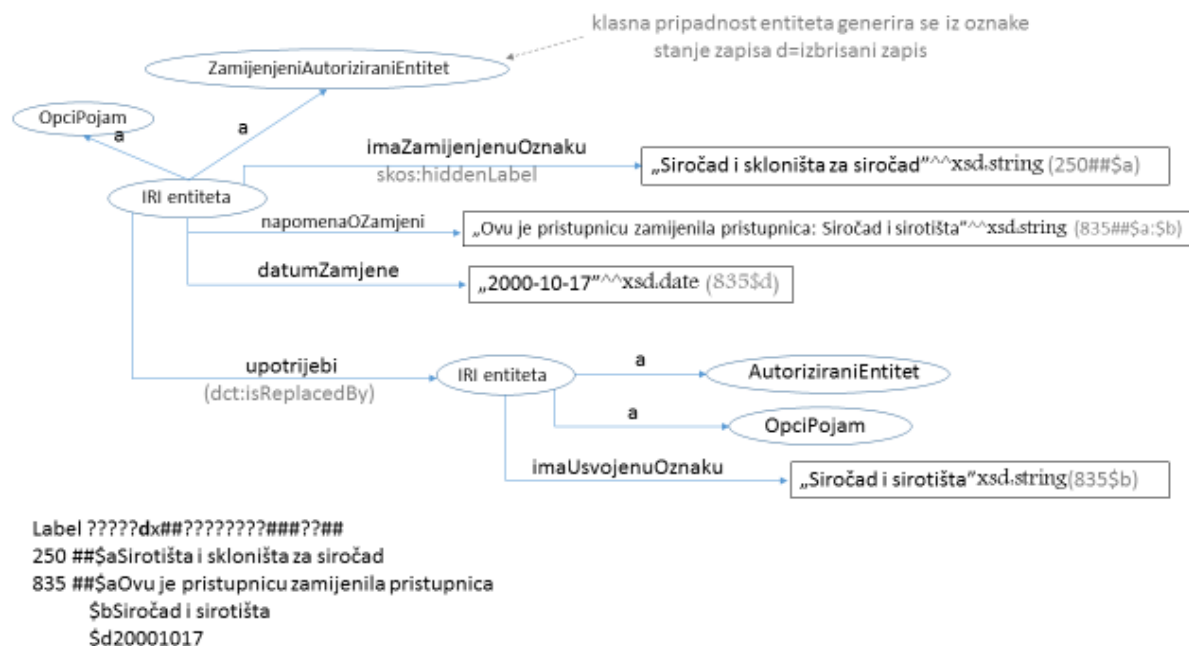 klasna pripadnost entiteta generira se iz oznake
stanje zapisa d=izbrisani zapis
ZamijenjeniAutoriziraniEntitet
OpciPojam
a
a
imaZamijenjenuOznaku
skos:hiddenLabel
„Siročad i skloništa za siročad”^^xsd:string (250##$a)
IRI entiteta
napomenaOZamjeni
„Ovu je pristupnicu zamijenila pristupnica: Siročad i sirotišta”^^xsd:string (835##$a:$b)
datumZamjene
„2000-10-17”^^xsd:date (835$d)
upotrijebi
(dct:isReplacedBy)
IRI entiteta
a
AutoriziraniEntitet
a
OpciPojam
imaUsvojenuOznaku
„Siročad i sirotišta”xsd:string(835$b)
Label ?????dx##????????###??##
250 ##$aSirotišta i skloništa za siročad
835 ##$aOvu je pristupnicu zamijenila pristupnica
$bSiročad i sirotišta
$d20001017